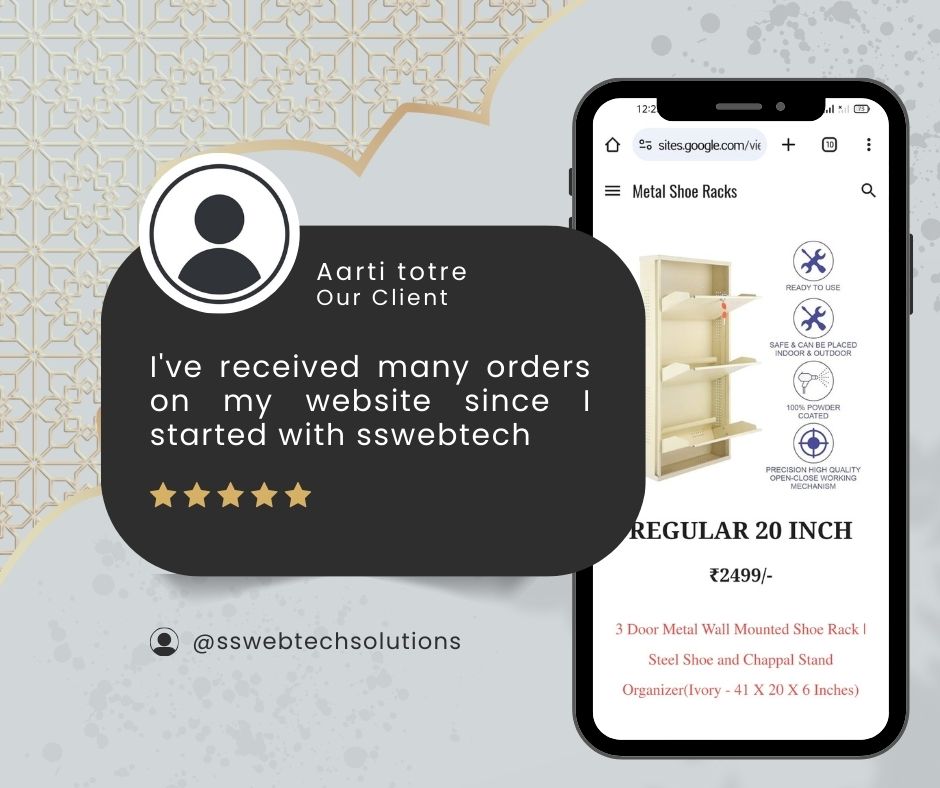 Aarti totre
Our Client
I've received many orders
on my website since I
started with sswebtech
@sswebtechsolutions
sites.google.com/vie
10
73
Metal Shoe Racks
READY TO USE
SAFE & CAN BE PLACED
INDOOR & OUTDOOR
100% POWDER
COATED
PRECISION HIGH QUALITY
OPEN-CLOSE WORKING
MECHANISM
REGULAR 20 INCH
₹2499/-
3 Door Metal Wall Mounted Shoe Rack |
Steel Shoe and Chappal Stand
Organizer(Ivory - 41 X 20 X 6 Inches)